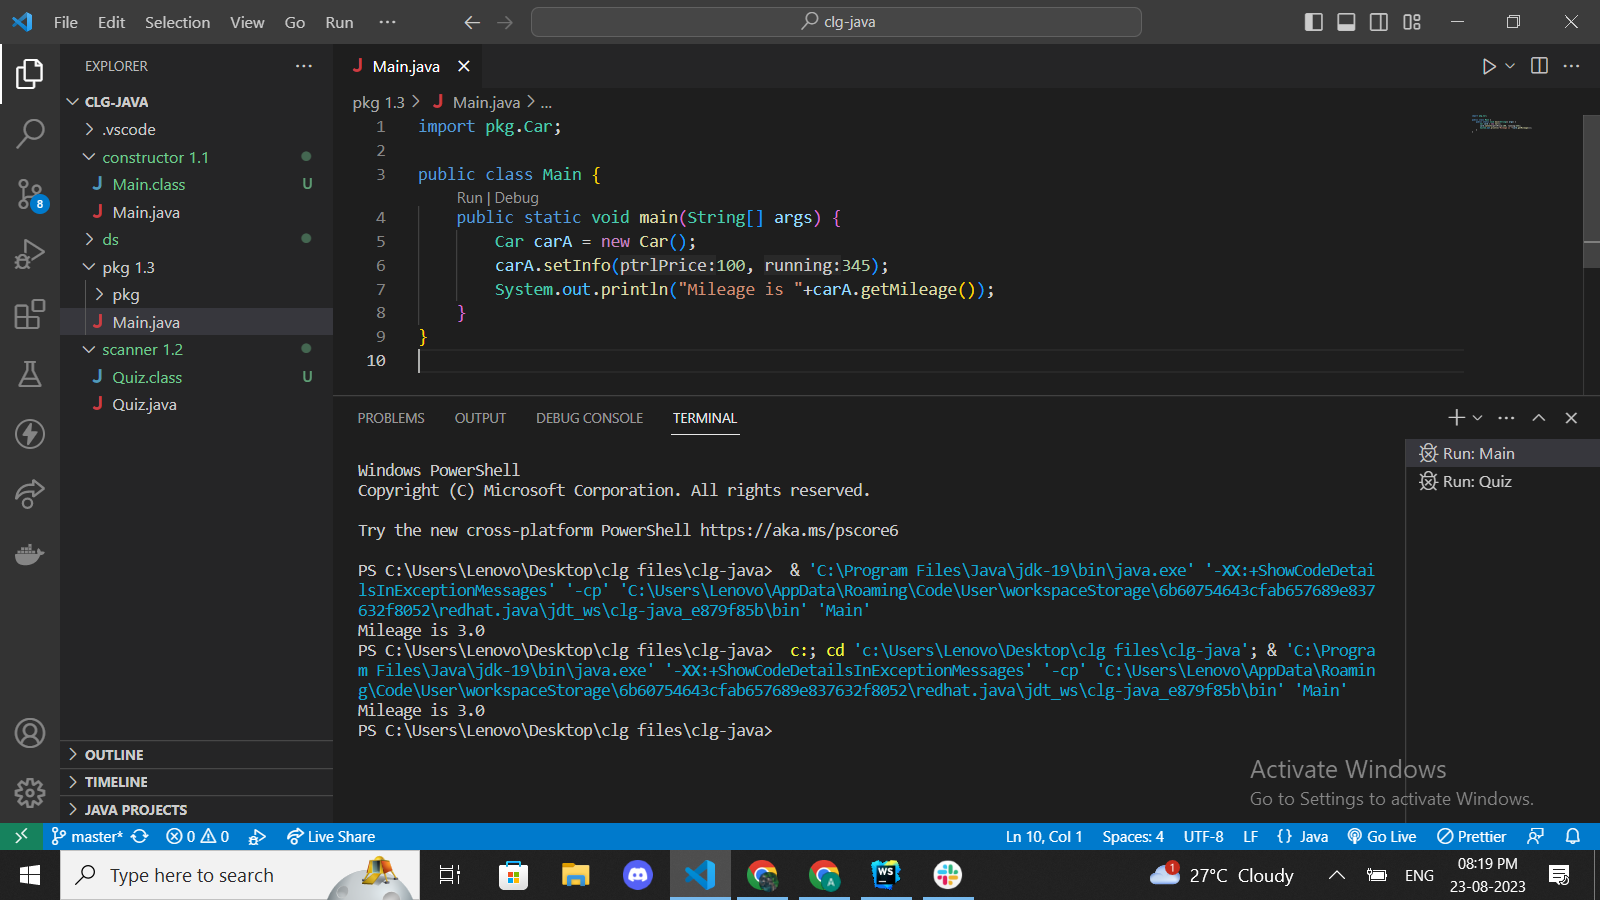 File Edit Selection View Go Run ··· clg-java
EXPLORER ···
CLG-JAVA
.vscode
constructor 1.1
Main.class U
Main.java
ds
pkg 1.3
pkg
Main.java
scanner 1.2
Quiz.class U
Quiz.java
OUTLINE
TIMELINE
JAVA PROJECTS
8
Main.java
pkg 1.3 > Main.java > ...
1 import pkg.Car;
2
3 public class Main {
Run | Debug
4 public static void main(String[] args) {
5 Car carA = new Car();
6 carA.setInfo(ptrlPrice:100, running:345);
7 System.out.println("Mileage is "+carA.getMileage());
8 }
9 }
10
PROBLEMS OUTPUT DEBUG CONSOLE TERMINAL
Windows PowerShell
Copyright (C) Microsoft Corporation. All rights reserved.
Try the new cross-platform PowerShell https://aka.ms/pscore6
PS C:\Users\Lenovo\Desktop\clg files\clg-java>  & 'C:\Program Files\Java\jdk-19\bin\java.exe' '-XX:+ShowCodeDetai
lsInExceptionMessages' '-cp' 'C:\Users\Lenovo\AppData\Roaming\Code\User\workspaceStorage\6b60754643cfab657689e837
632f8052\redhat.java\jdt_ws\clg-java_e879f85b\bin' 'Main'
Mileage is 3.0
PS C:\Users\Lenovo\Desktop\clg files\clg-java>  c:; cd 'c:\Users\Lenovo\Desktop\clg files\clg-java'; & 'C:\Progra
m Files\Java\jdk-19\bin\java.exe' '-XX:+ShowCodeDetailsInExceptionMessages' '-cp' 'C:\Users\Lenovo\AppData\Roamin
g\Code\User\workspaceStorage\6b60754643cfab657689e837632f8052\redhat.java\jdt_ws\clg-java_e879f85b\bin' 'Main'
Mileage is 3.0
PS C:\Users\Lenovo\Desktop\clg files\clg-java>
Run: Main
Run: Quiz
Activate Windows
Go to Settings to activate Windows.
master* 0 0 Live Share Ln 10, Col 1 Spaces: 4 UTF-8 LF {} Java Go Live Prettier
Type here to search WS A 1 27°C Cloudy ENG 08:19 PM
23-08-2023